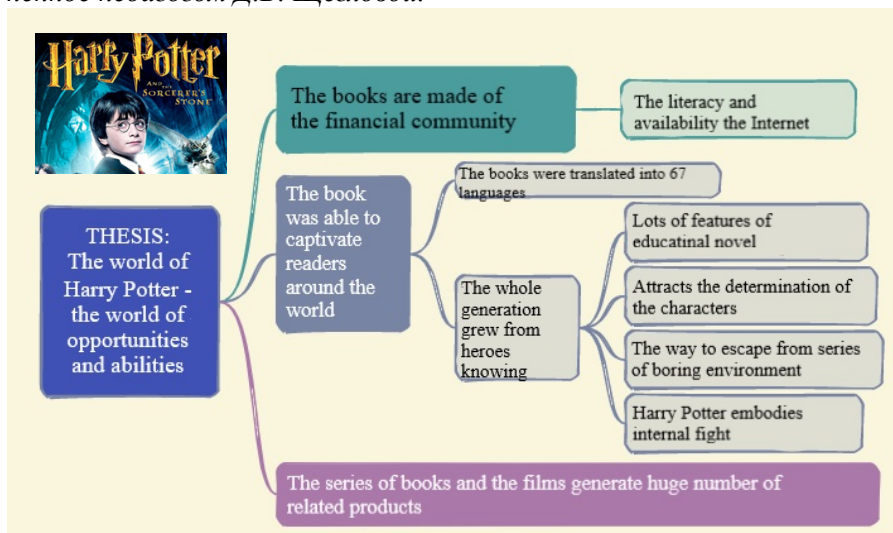 Harry Potter
AND THE
SORCERER'S
STONE
THESIS:
The world of
Harry Potter -
the world of
opportunities
and abilities
The books are made of
the financial community
The literacy and
availability the Internet
The book
was able to
captivate
readers
around the
world
The books were translated into 67
languages
The whole
generation
grew from
heroes
knowing
Lots of features of
educatinal novel
Attracts the determination of
the characters
The way to escape from series
of boring environment
Harry Potter embodies
internal fight
The series of books and the films generate huge number of
related products